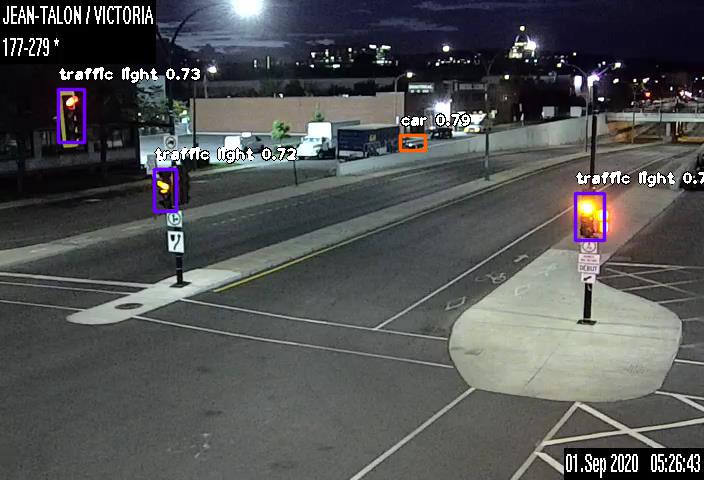 JEAN-TALON / VICTORIA
177-279 *
traffic light 0.73
car 0.79
traffic light 0.72
traffic light 0.7
DÉBUT
01.Sep 2020 05:26:43